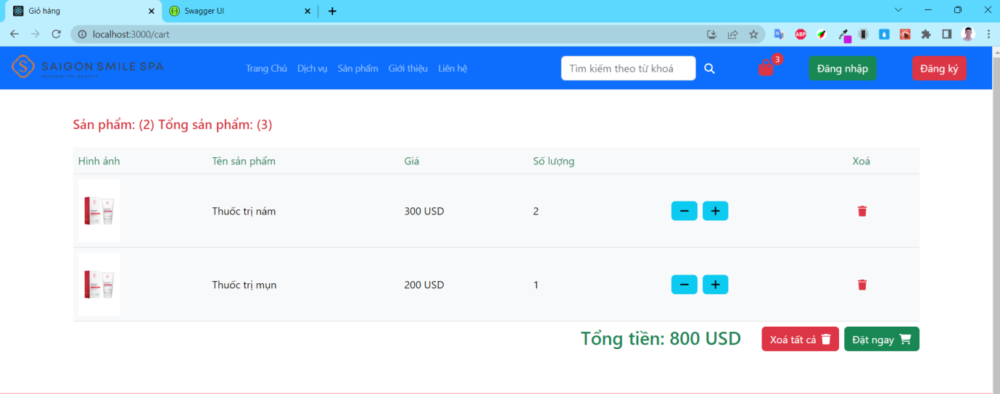 Giỏ hàng
Swagger UI
localhost:3000/cart
ABP
SAIGON SMILE SPA
BEYOND THE BEAUTY
Trang Chủ Dịch vụ Sản phẩm Giới thiệu Liên hệ
Tìm kiếm theo từ khoá
3
Đăng nhập
Đăng ký
Sản phẩm: (2) Tổng sản phẩm: (3)
Hình ảnh Tên sản phẩm Giá Số lượng Xoá
Thuốc trị nám 300 USD 2
Thuốc trị mụn 200 USD 1
Tổng tiền: 800 USD Xoá tất cả Đặt ngay